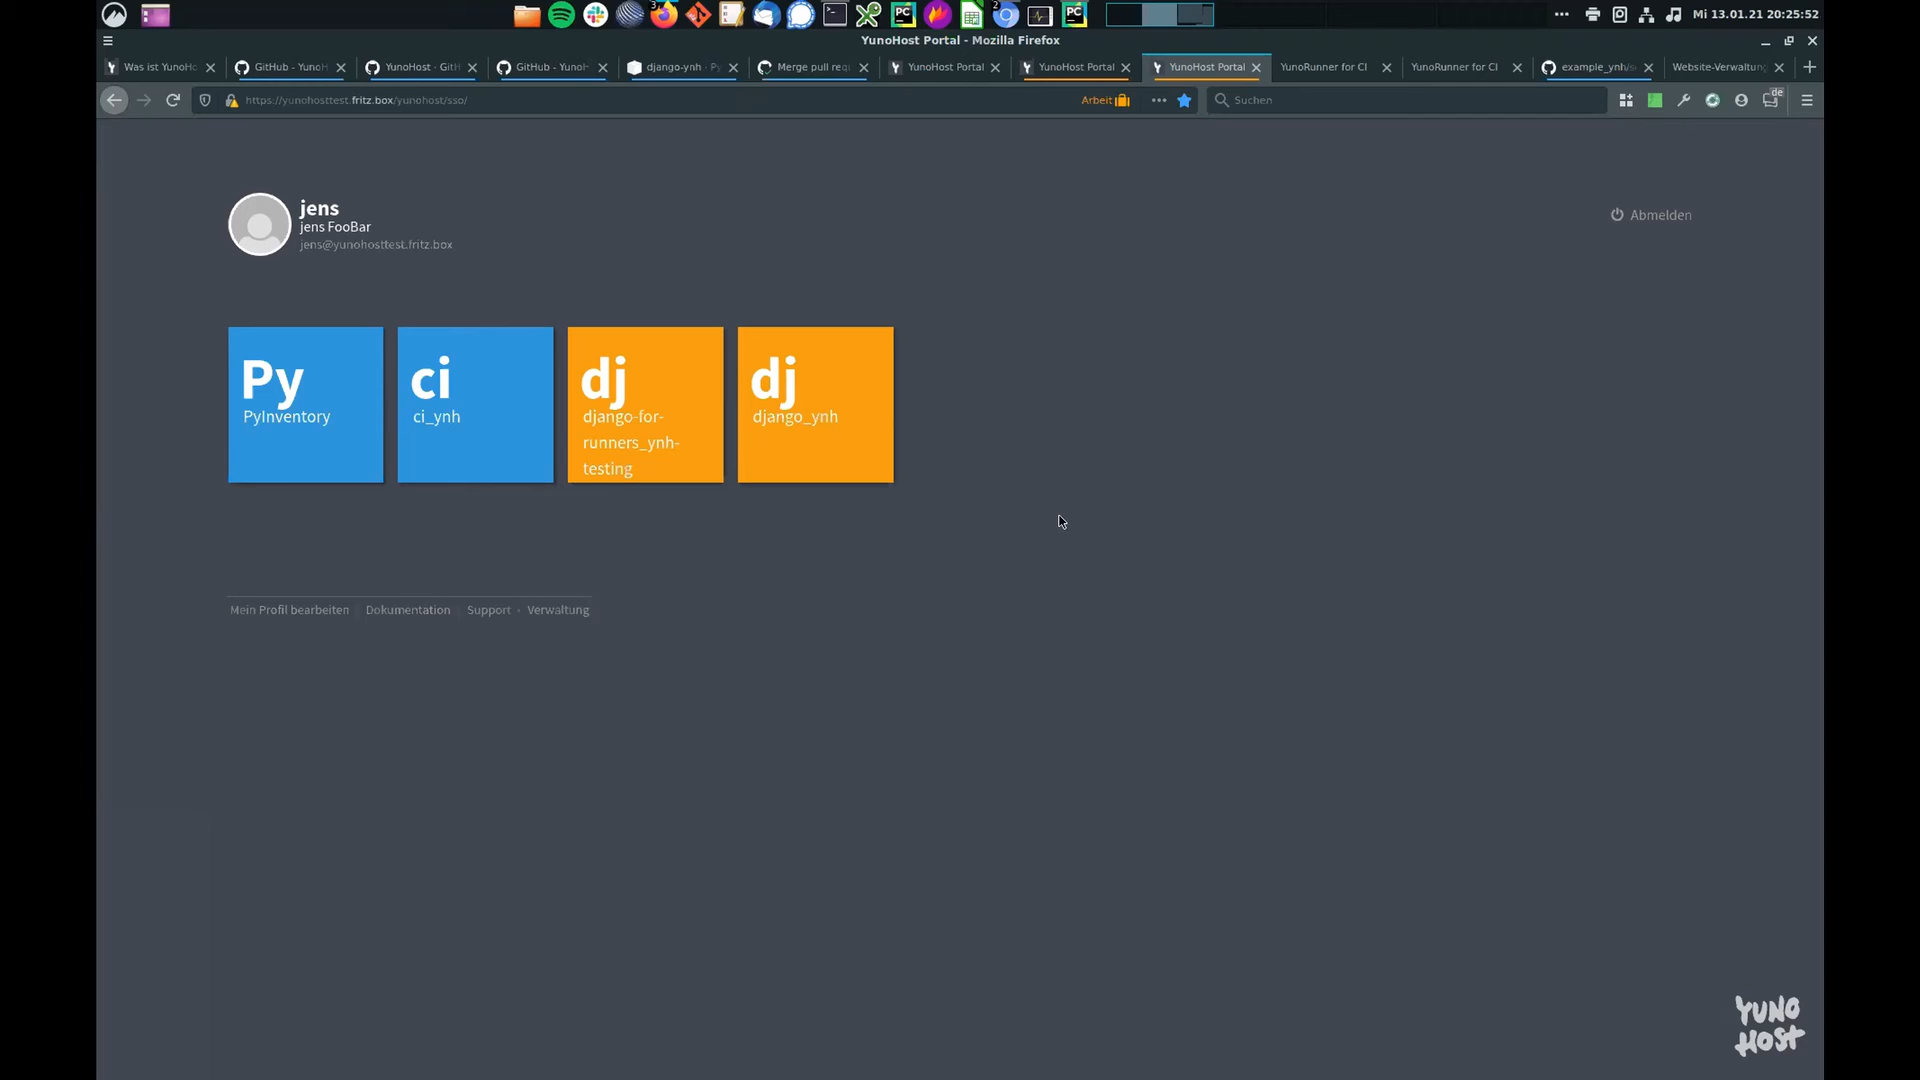 3
2
Mi 13.01.21 20:25:52
YunoHost Portal - Mozilla Firefox
Was ist YunoHo
GitHub - YunoH
YunoHost · GitH
GitHub - YunoH
django-ynh · Py
Merge pull requ
YunoHost Portal
YunoHost Portal
YunoHost Portal
YunoRunner for CI
YunoRunner for CI
example_ynh/s
Website-Verwaltung
https://yunohosttest.fritz.box/yunohost/sso/
Arbeit
Suchen
de
jens
jens FooBar
jens@yunohosttest.fritz.box
Abmelden
Py
PyInventory
ci
ci_ynh
dj
django-for-
runners_ynh-
testing
dj
django_ynh
Mein Profil bearbeiten
Dokumentation
Support
Verwaltung
YUNO
HOST